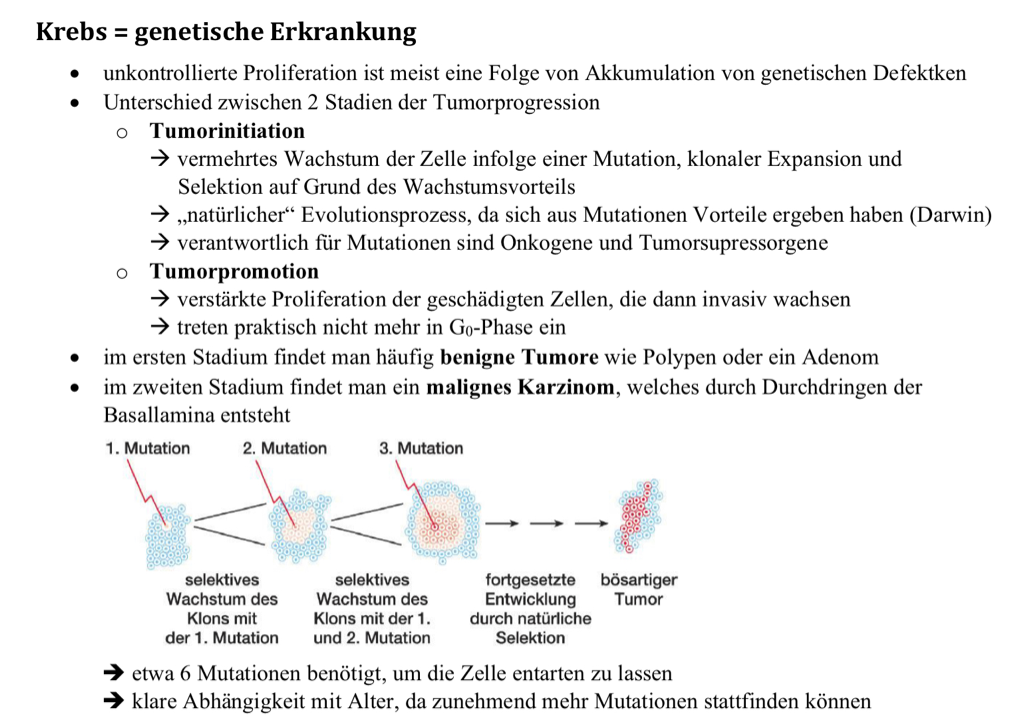 Krebs = genetische Erkrankung
• unkontrollierte Proliferation ist meist eine Folge von Akkumulation von genetischen Defektken
• Unterschied zwischen 2 Stadien der Tumorprogression
o Tumorinitiation
→ vermehrtes Wachstum der Zelle infolge einer Mutation, klonaler Expansion und
Selektion auf Grund des Wachstumsvorteils
→ „natürlicher“ Evolutionsprozess, da sich aus Mutationen Vorteile ergeben haben (Darwin)
→ verantwortlich für Mutationen sind Onkogene und Tumorsupressorgene
o Tumorpromotion
→ verstärkte Proliferation der geschädigten Zellen, die dann invasiv wachsen
→ treten praktisch nicht mehr in G₀-Phase ein
• im ersten Stadium findet man häufig benigne Tumore wie Polypen oder ein Adenom
• im zweiten Stadium findet man ein malignes Karzinom, welches durch Durchdringen der
Basallamina entsteht
1. Mutation 2. Mutation 3. Mutation
selektives
Wachstum des
Klons mit
der 1. Mutation
selektives
Wachstum des
Klons mit der 1.
und 2. Mutation
fortgesetzte
Entwicklung
durch natürliche
Selektion
bösartiger
Tumor
→ etwa 6 Mutationen benötigt, um die Zelle entarten zu lassen
→ klare Abhängigkeit mit Alter, da zunehmend mehr Mutationen stattfinden können